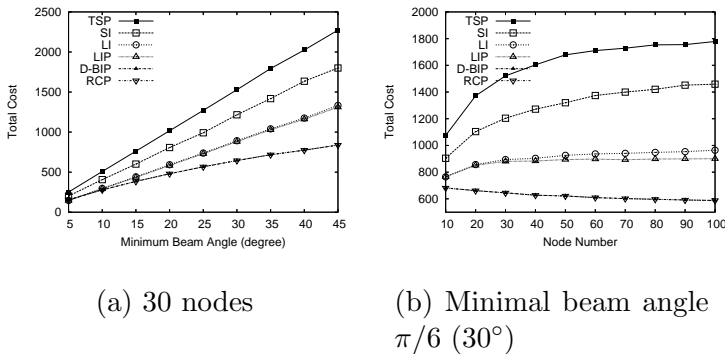 2500
2000
1500
1000
500
0
5 10 15 20 25 30 35 40 45
Total Cost
Minimum Beam Angle (degree)
TSP
SI
LI
LIP
D-BIP
RCP
(a) 30 nodes
2000
1800
1600
1400
1200
1000
800
600
10 20 30 40 50 60 70 80 90 100
Total Cost
Node Number
TSP
SI
LI
LIP
D-BIP
RCP
(b) Minimal beam angle
π/6 (30°)